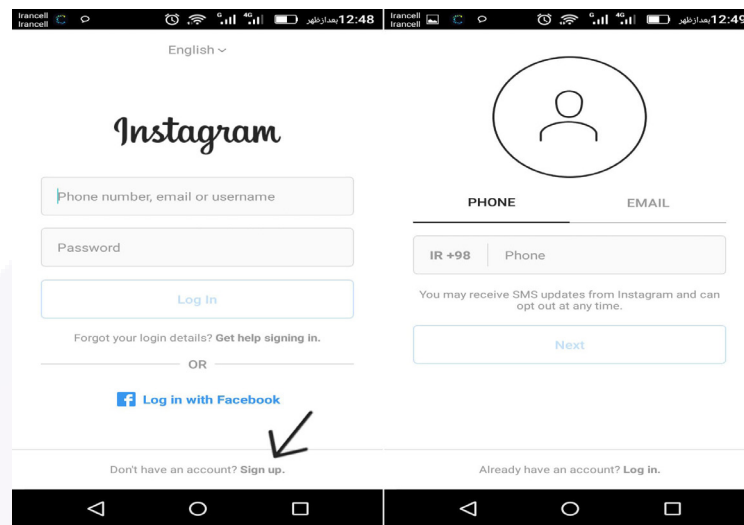 Irancell
Irancell
G
4G
12:48 بعدازظهر
English
Instagram
Phone number, email or username
Password
Log In
Forgot your login details? Get help signing in.
OR
f Log in with Facebook
Don't have an account? Sign up.
Irancell
Irancell
G
4G
12:49 بعدازظهر
PHONE
EMAIL
IR +98
Phone
You may receive SMS updates from Instagram and can
opt out at any time.
Next
Already have an account? Log in.